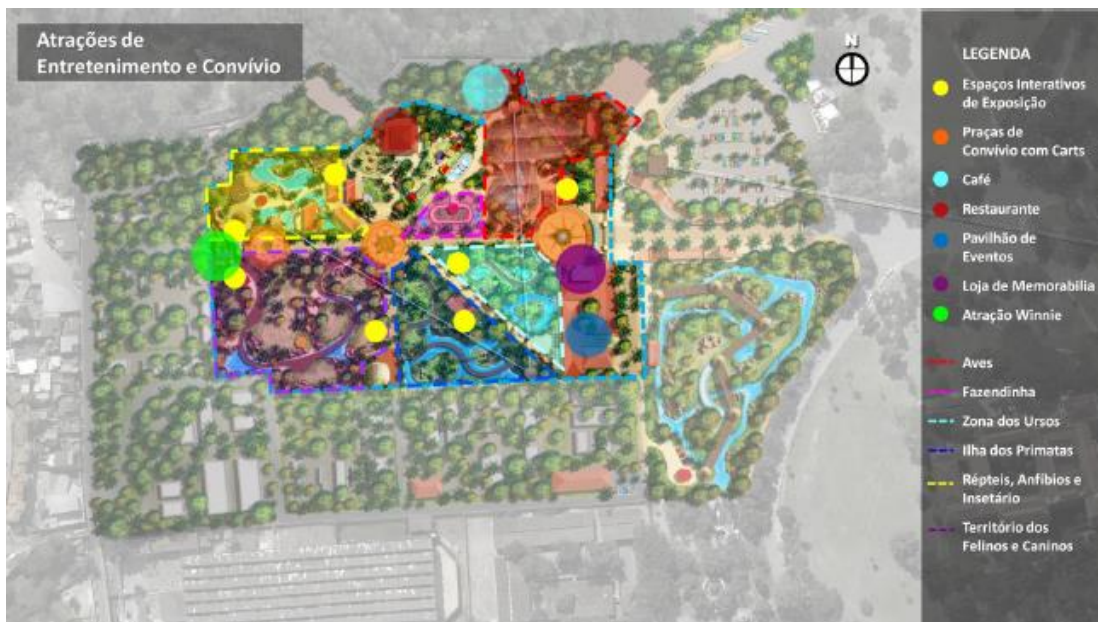 Atrações de
Entretenimento e Convívio
N
LEGENDA
Espaços Interativos
de Exposição
Praças de
Convívio com Carts
Café
Restaurante
Pavilhão de
Eventos
Loja de Memorabilia
Atração Winnie
Aves
Fazendinha
Zona dos Ursos
Ilha dos Primatas
Répteis, Anfíbios e
Insetário
Território dos
Felinos e Caninos